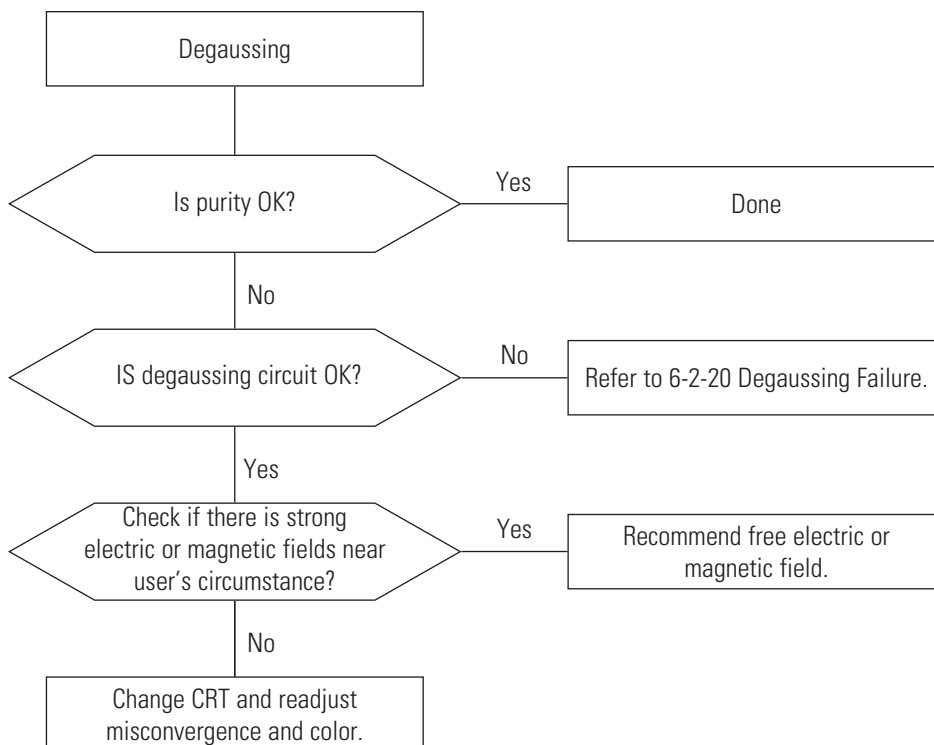 Degaussing
Is purity OK?
Yes
Done
No
IS degaussing circuit OK?
No
Refer to 6-2-20 Degaussing Failure.
Yes
Check if there is strong
electric or magnetic fields near
user's circumstance?
Yes
Recommend free electric or
magnetic field.
No
Change CRT and readjust
misconvergence and color.